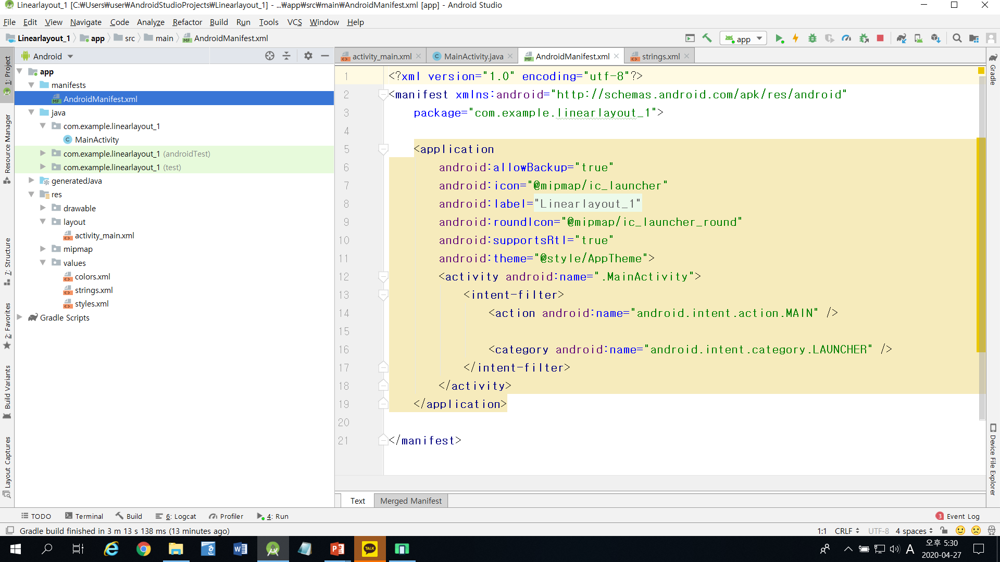 Linearlayout_1 [C:₩Users₩user₩AndroidStudioProjects₩Linearlayout_1] - ...₩app₩src₩main₩AndroidManifest.xml [app] - Android Studio
File Edit View Navigate Code Analyze Refactor Build Run Tools VCS Window Help
Linearlayout_1 app src main AndroidManifest.xml
app
Android
activity_main.xml MainActivity.java AndroidManifest.xml strings.xml
1: Project
Resource Manager
7: Structure
2: Favorites
Build Variants
Layout Captures
app
manifests
AndroidManifest.xml
java
com.example.linearlayout_1
MainActivity
com.example.linearlayout_1 (androidTest)
com.example.linearlayout_1 (test)
generatedJava
res
drawable
layout
activity_main.xml
mipmap
values
colors.xml
strings.xml
styles.xml
Gradle Scripts
1 <?xml version="1.0" encoding="utf-8"?>
2 <manifest xmlns:android="http://schemas.android.com/apk/res/android"
3 package="com.example.linearlayout_1">
4
5 <application
6 android:allowBackup="true"
7 android:icon="@mipmap/ic_launcher"
8 android:label="Linearlayout_1"
9 android:roundIcon="@mipmap/ic_launcher_round"
10 android:supportsRtl="true"
11 android:theme="@style/AppTheme">
12 <activity android:name=".MainActivity">
13 <intent-filter>
14 <action android:name="android.intent.action.MAIN" />
15
16 <category android:name="android.intent.category.LAUNCHER" />
17 </intent-filter>
18 </activity>
19 </application>
20
21 </manifest>
Gradle
Device File Explorer
Text Merged Manifest
TODO Terminal Build 6: Logcat Profiler 4: Run 3 Event Log
Gradle build finished in 3 m 13 s 138 ms (13 minutes ago) 1:1 CRLF UTF-8 4 spaces
TALK
A
오후 5:30
2020-04-27